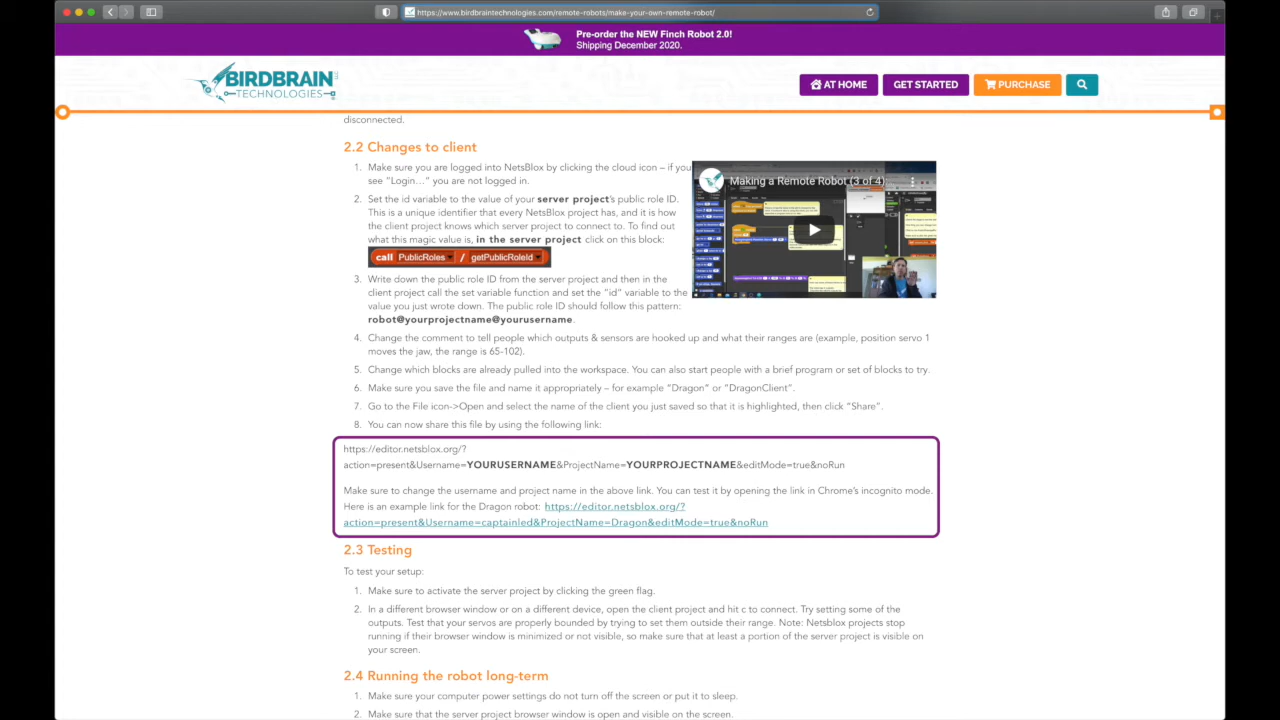 https://www.birdbraintechnologies.com/remote-robots/make-your-own-remote-robot/
Pre-order the NEW Finch Robot 2.0!
Shipping December 2020.
BIRDBRAIN
TECHNOLOGIES
AT HOME
GET STARTED
PURCHASE
disconnected.
2.2 Changes to client
1. Make sure you are logged into NetsBlox by clicking the cloud icon – if you
see “Login...” you are not logged in.
2. Set the id variable to the value of your server project’s public role ID.
This is a unique identifier that every NetsBlox project has, and it is how
the client project knows which server project to connect to. To find out
what this magic value is, in the server project click on this block:
call PublicRoles / getPublicRoleId
Making a Remote Robot (3 of 4)
3. Write down the public role ID from the server project and then in the
client project call the set variable function and set the “id” variable to the
value you just wrote down. The public role ID should follow this pattern:
robot@yourprojectname@yourusername.
4. Change the comment to tell people which outputs & sensors are hooked up and what their ranges are (example, position servo 1
moves the jaw, the range is 65-102).
5. Change which blocks are already pulled into the workspace. You can also start people with a brief program or set of blocks to try.
6. Make sure you save the file and name it appropriately – for example “Dragon” or “DragonClient”.
7. Go to the File icon->Open and select the name of the client you just saved so that it is highlighted, then click “Share”.
8. You can now share this file by using the following link:
https://editor.netsblox.org/?
action=present&Username=YOURUSERNAME&ProjectName=YOURPROJECTNAME&editMode=true&noRun
Make sure to change the username and project name in the above link. You can test it by opening the link in Chrome’s incognito mode.
Here is an example link for the Dragon robot: https://editor.netsblox.org/?
action=present&Username=captainled&ProjectName=Dragon&editMode=true&noRun
2.3 Testing
To test your setup:
1. Make sure to activate the server project by clicking the green flag.
2. In a different browser window or on a different device, open the client project and hit c to connect. Try setting some of the
outputs. Test that your servos are properly bounded by trying to set them outside their range. Note: Netsblox projects stop
running if their browser window is minimized or not visible, so make sure that at least a portion of the server project is visible on
your screen.
2.4 Running the robot long-term
1. Make sure your computer power settings do not turn off the screen or put it to sleep.
2. Make sure that the server project browser window is open and visible on the screen.